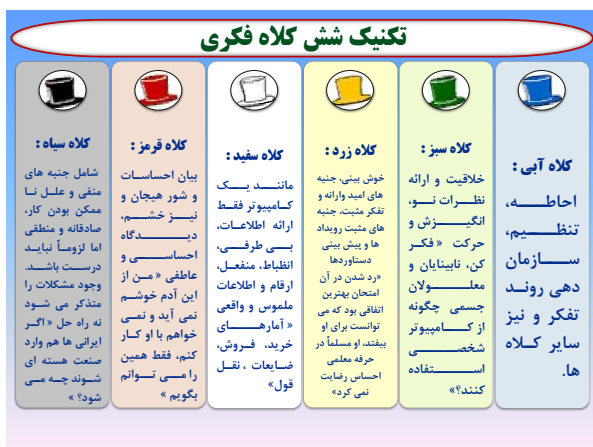 تکنیک شش کلاه فکری
کلاه آبی :
احاطه،
تنظیم،
سازمان
دهی روند
تفکر و نیز
سایر کلاه
ها.
کلاه سبز :
خلاقیت و ارائه
نظرات نو،
انگیزش و
حرکت « فکر
کن، نابینایان و
معلولان
جسمی چگونه
از کامپیوتر
شخصی
استفاده
کنند؟»
کلاه زرد :
خوش بینی، جنبه
های امید وارانه و
تفکر مثبت، جنبه
های مثبت رویداد
ها و پیش بینی
دستاوردها
«رد شدن در آن
امتحان بهترین
اتفاقی بود که می
توانست برای او
بیفتد، او مسلماً در
حرفه معلمی
احساس رضایت
نمی کرد»
کلاه سفید :
مانند یک
کامپیوتر فقط
ارائه اطلاعات،
بی طرفی،
انظباط، منفعل،
ارقام و اطلاعات
ملموس و واقعی
« آمارهای
خرید، فروش،
ضایعات ، نقل
قول»
کلاه قرمز :
بیان احساسات
و شور هیجان و
نیز خشم،
دیدگاه
احساسی و
عاطفی « من از
این آدم خوشم
نمی آید و نمی
خواهم با او کار
کنم، فقط همین
را می توانم
بگویم »
کلاه سیاه :
شامل جنبه های
منفی و علل نا
ممکن بودن کار،
صادقانه و منطقی
اما لزوماً نباید
درست باشد.
وجود مشکلات را
متذکر می شود
نه راه حل « اگر
ایرانی ها هم وارد
صنعت هسته ای
شوند چه می
شود؟ »